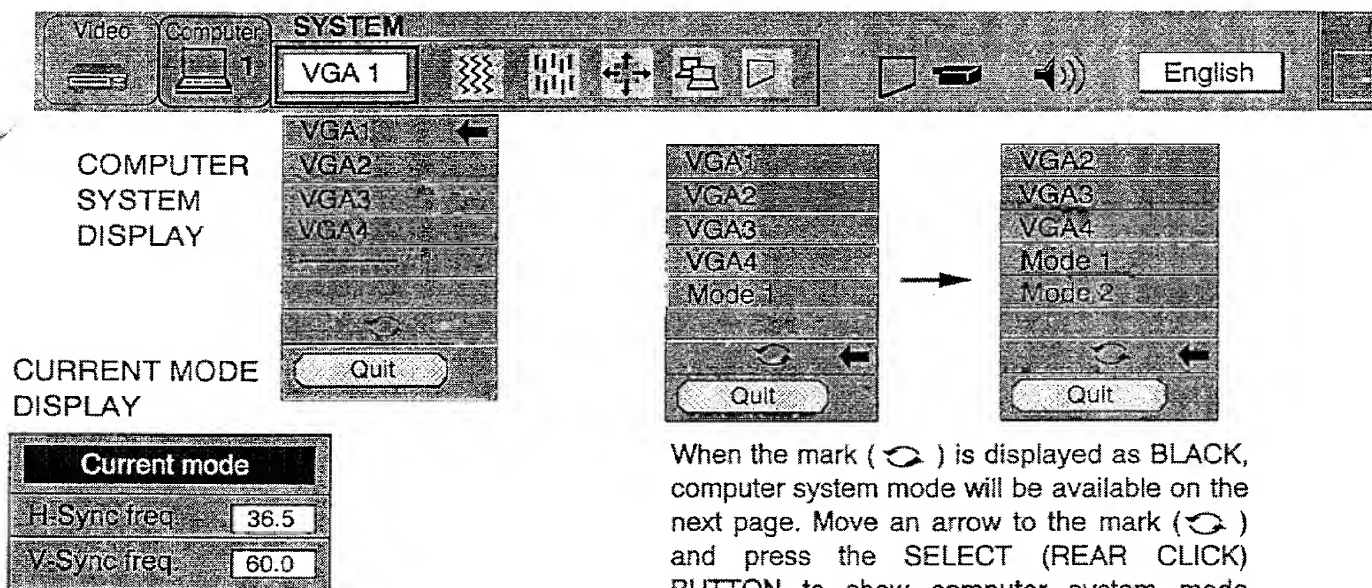 Video
Computer
SYSTEM
1
VGA 1
English
COMPUTER
SYSTEM
DISPLAY
VGA1
VGA2
VGA3
VGA4
Quit
VGA1
VGA2
VGA3
VGA4
Mode 1
Quit
VGA2
VGA3
VGA4
Mode 1
Mode 2
Quit
CURRENT MODE
DISPLAY
Current mode
H-Sync freq. 36.5
V-Sync freq. 60.0
When the mark ( ) is displayed as BLACK,
computer system mode will be available on the
next page. Move an arrow to the mark ( )
and press the SELECT (REAR CLICK)
BUTTON to show computer system mode